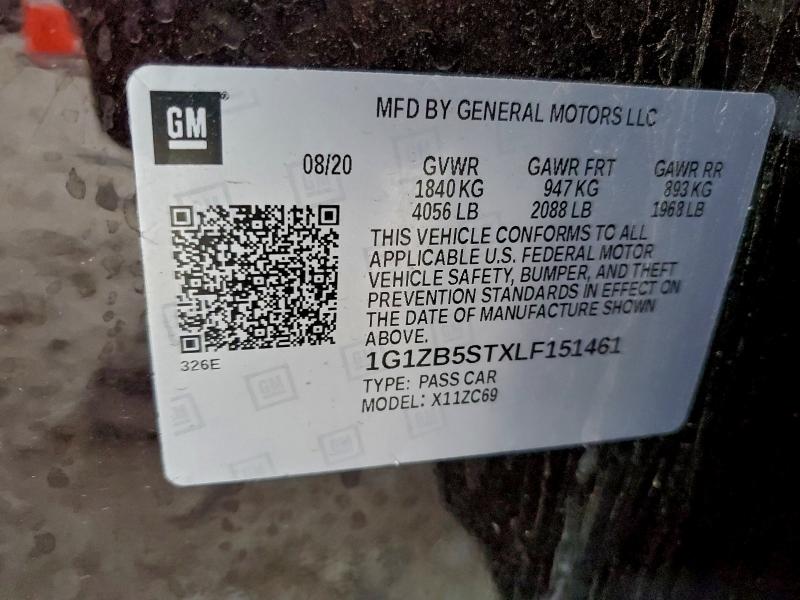 GM
MFD BY GENERAL MOTORS LLC
08/20 GVWR GAWR FRT GAWR RR
1840 KG 947 KG 893 KG
4056 LB 2088 LB 1968 LB
THIS VEHICLE CONFORMS TO ALL
APPLICABLE U.S. FEDERAL MOTOR
VEHICLE SAFETY, BUMPER, AND THEFT
PREVENTION STANDARDS IN EFFECT ON
THE DATE OF MANUFACTURE SHOWN
ABOVE.
326E
1G1ZB5STXLF151461
TYPE: PASS CAR
MODEL: X11ZC69